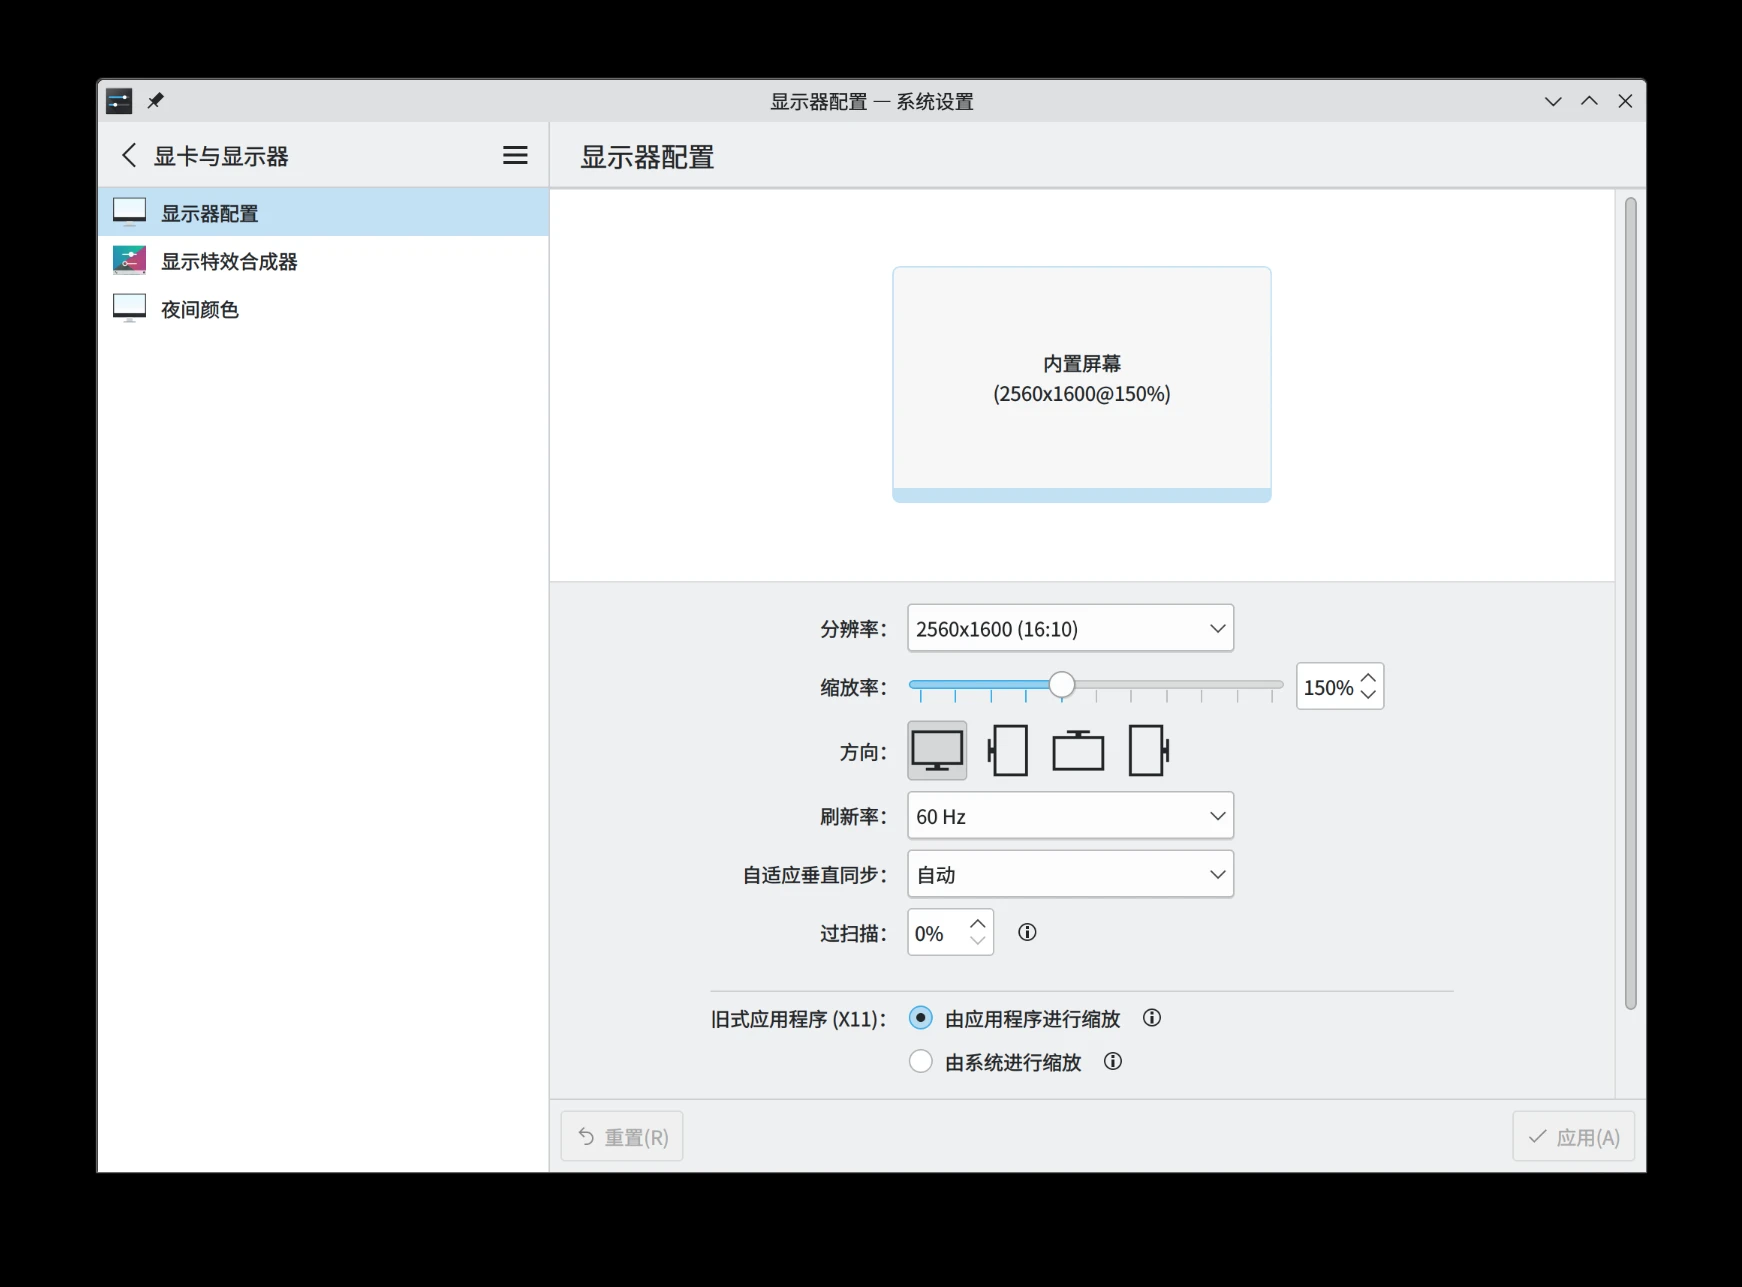 显示器配置 — 系统设置
显卡与显示器
显示器配置
显示特效合成器
夜间颜色
显示器配置
内置屏幕
(2560x1600@150%)
分辨率： 2560x1600 (16:10)
缩放率： 150%
方向：
刷新率： 60 Hz
自适应垂直同步： 自动
过扫描： 0%
旧式应用程序 (X11)： 由应用程序进行缩放
由系统进行缩放
重置(R)
应用(A)